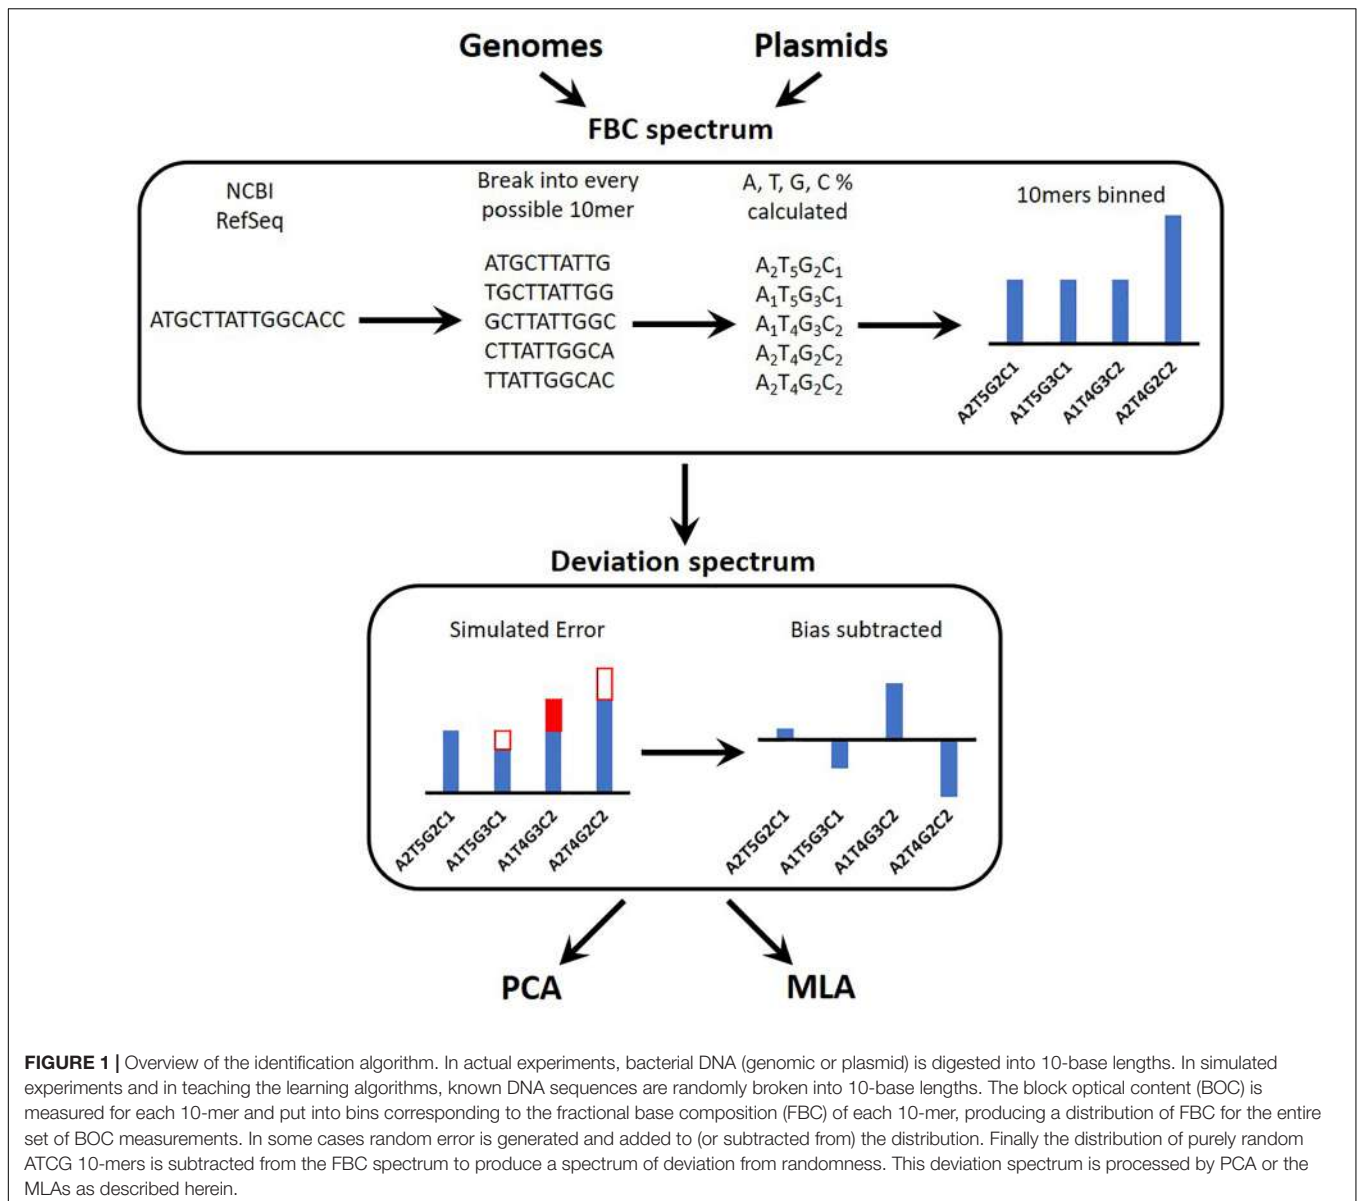 Genomes
Plasmids
FBC spectrum
NCBI
RefSeq
Break into every
possible 10mer
A, T, G, C %
calculated
10mers binned
ATGCTTATTGGCACC
ATGCTTATTG
TGCTTATTGG
GCTTATTGGC
CTTATTGGCA
TTATTGGCAC
A₂T₅G₂C₁
A₁T₅G₃C₁
A₁T₄G₃C₂
A₂T₄G₂C₂
A₂T₄G₂C₂
A2T5G2C1
A1T5G3C1
A1T4G3C2
A2T4G2C2
Deviation spectrum
Simulated Error
Bias subtracted
A2T5G2C1
A1T5G3C1
A1T4G3C2
A2T4G2C2
A2T5G2C1
A1T5G3C1
A1T4G3C2
A2T4G2C2
PCA
MLA
FIGURE 1 | Overview of the identification algorithm. In actual experiments, bacterial DNA (genomic or plasmid) is digested into 10-base lengths. In simulated
experiments and in teaching the learning algorithms, known DNA sequences are randomly broken into 10-base lengths. The block optical content (BOC) is
measured for each 10-mer and put into bins corresponding to the fractional base composition (FBC) of each 10-mer, producing a distribution of FBC for the entire
set of BOC measurements. In some cases random error is generated and added to (or subtracted from) the distribution. Finally the distribution of purely random
ATCG 10-mers is subtracted from the FBC spectrum to produce a spectrum of deviation from randomness. This deviation spectrum is processed by PCA or the
MLAs as described herein.